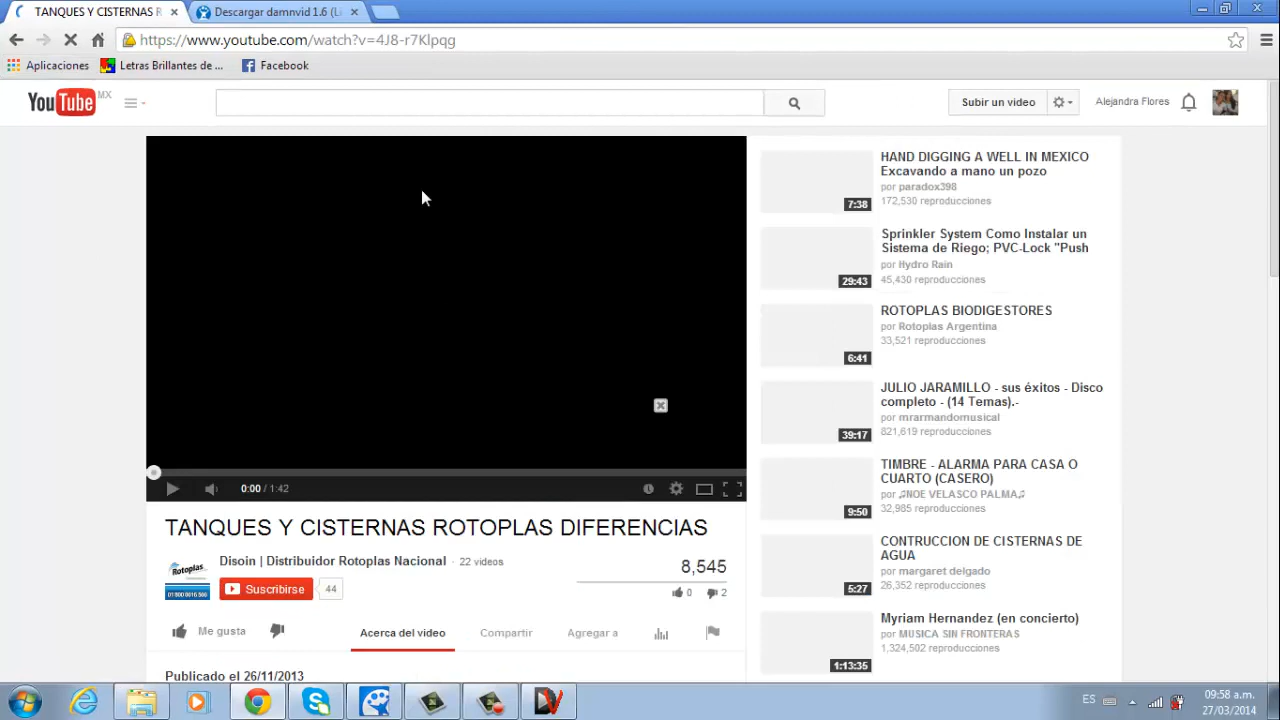 TANQUES Y CISTERNAS R
Descargar damnvid 1.6 (Li
https://www.youtube.com/watch?v=4J8-r7Klpqg
Aplicaciones
Letras Brillantes de ...
Facebook
YouTube MX
Subir un video
Alejandra Flores
HAND DIGGING A WELL IN MEXICO
Excavando a mano un pozo
por paradox398
172,530 reproducciones
7:38
Sprinkler System Como Instalar un
Sistema de Riego; PVC-Lock "Push
por Hydro Rain
45,430 reproducciones
29:43
ROTOPLAS BIODIGESTORES
por Rotoplas Argentina
33,521 reproducciones
6:41
JULIO JARAMILLO - sus éxitos - Disco
completo - (14 Temas).-
por mrarmandomusical
821,619 reproducciones
39:17
TIMBRE - ALARMA PARA CASA O
CUARTO (CASERO)
por ♫NOE VELASCO PALMA♫
32,985 reproducciones
9:50
CONTRUCCION DE CISTERNAS DE
AGUA
por margaret delgado
26,352 reproducciones
5:27
Myriam Hernandez (en concierto)
por MUSICA SIN FRONTERAS
1,324,502 reproducciones
1:13:35
0:00 / 1:42
TANQUES Y CISTERNAS ROTOPLAS DIFERENCIAS
Rotoplas
Disoin | Distribuidor Rotoplas Nacional · 22 videos
Suscribirse 44
8,545
0 2
Me gusta
Acerca del video
Compartir
Agregar a
Publicado el 26/11/2013
ES
09:58 a.m.
27/03/2014